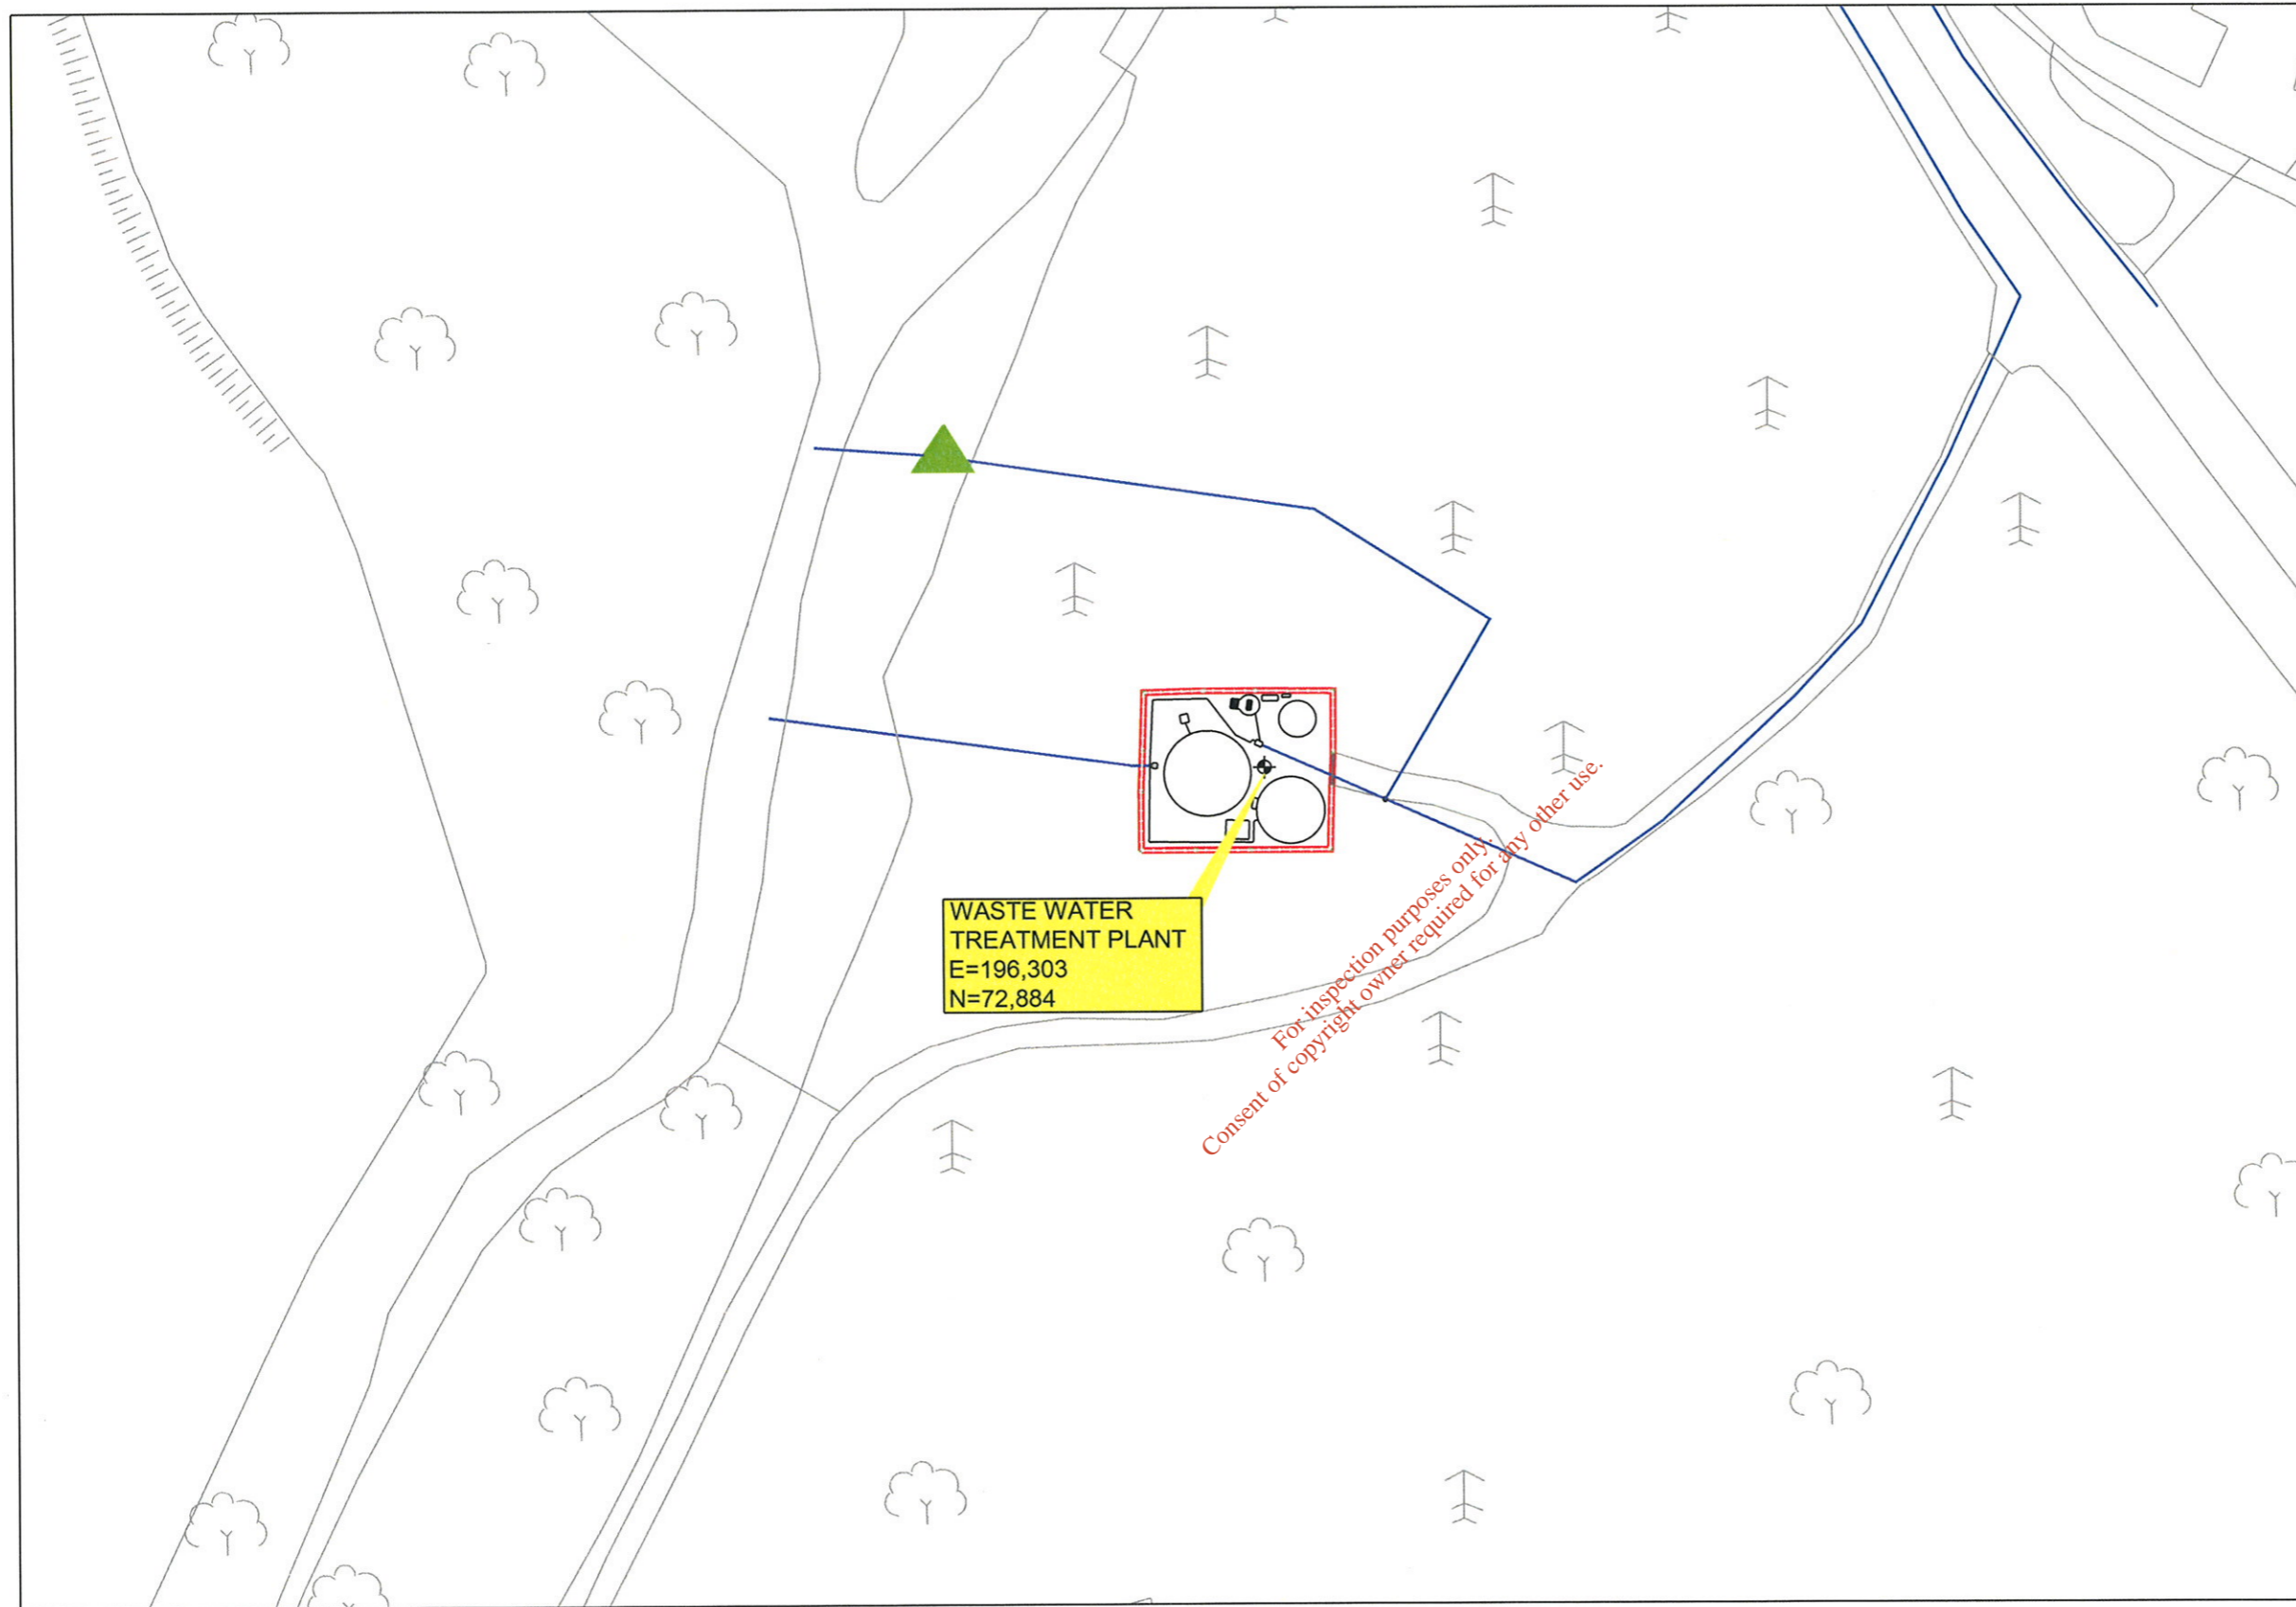 WASTE WATER
TREATMENT PLANT
E=196,303
N=72,884
For inspection purposes only.
Consent of copyright owner required for any other use.